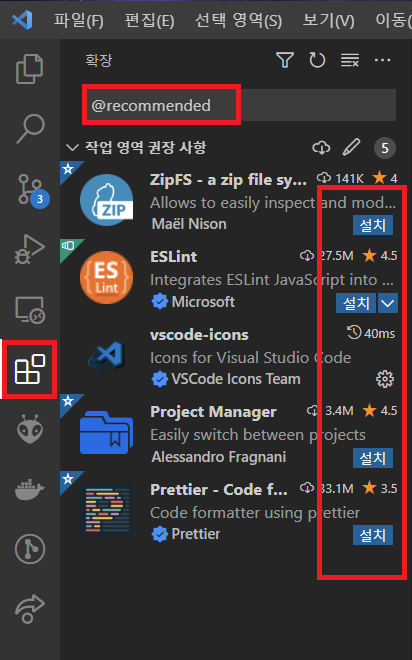 파일(F) 편집(E) 선택 영역(S) 보기(V) 이동(
확장
@recommended
작업 영역 권장 사항 5
3
ZipFS - a zip file sy... 141K 4
Allows to easily inspect and mod...
Maël Nison 설치
ZIP
ESLint 27.5M 4.5
Integrates ESLint JavaScript into ...
Microsoft 설치
ES
Lint
vscode-icons 40ms
Icons for Visual Studio Code
VSCode Icons Team
Project Manager 3.4M 4.5
Easily switch between projects
Alessandro Fragnani 설치
Prettier - Code f... 33.1M 3.5
Code formatter using prettier
Prettier 설치